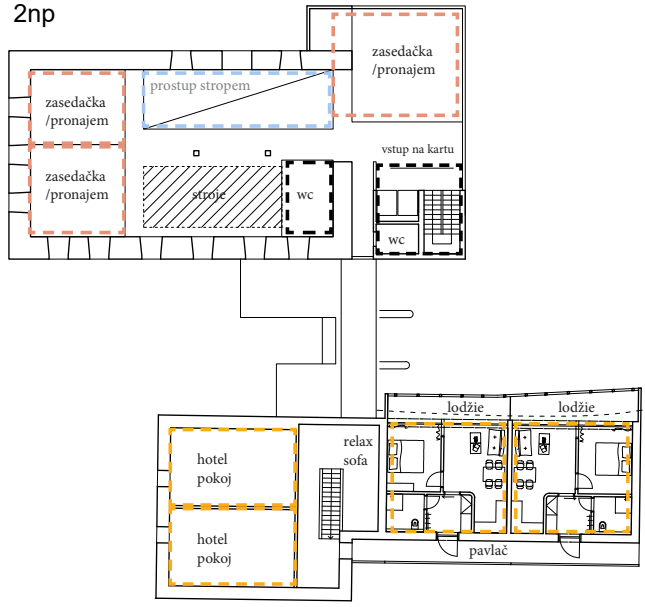 2np
zasedačka
/pronajem
prostup stropem
zasedačka
/pronajem
vstup na kartu
zasedačka
/pronajem
stroje
wc
wc
lodžie
lodžie
relax
sofa
hotel
pokoj
hotel
pokoj
pavlač